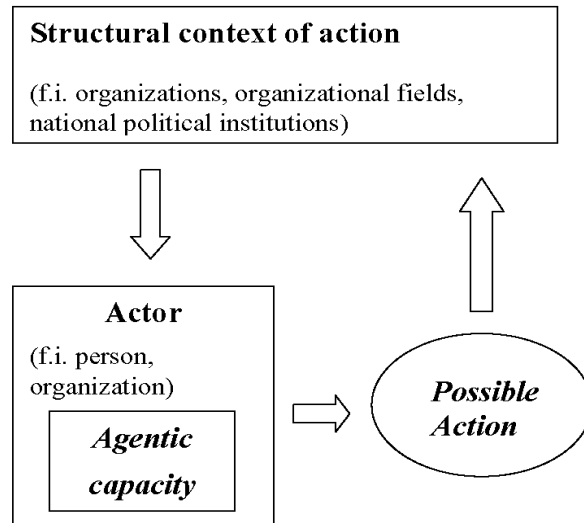 Structural context of action
(f.i. organizations, organizational fields,
national political institutions)
Actor
(f.i. person,
organization)
Agentic
capacity
Possible
Action